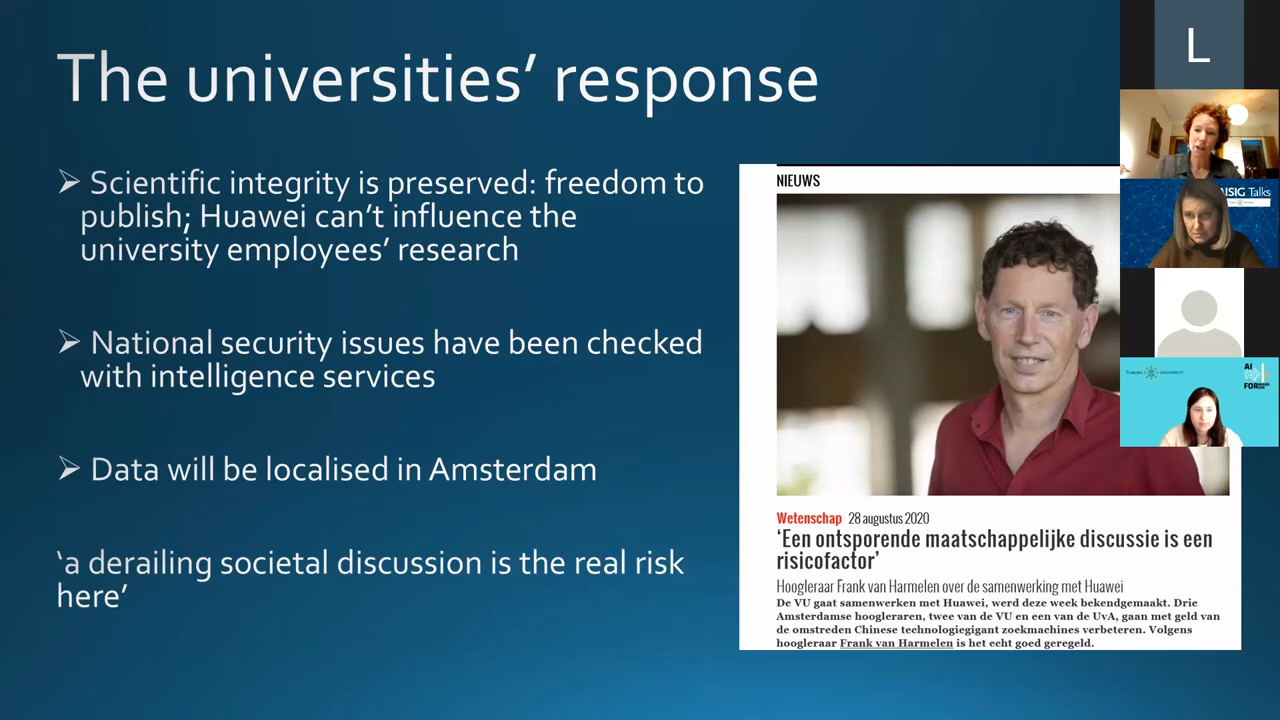 The universities’ response
➢ Scientific integrity is preserved: freedom to
publish; Huawei can’t influence the
university employees’ research
➢ National security issues have been checked
with intelligence services
➢ Data will be localised in Amsterdam
‘a derailing societal discussion is the real risk
here’
NIEUWS
Wetenschap 28 augustus 2020
‘Een ontsporende maatschappelijke discussie is een
risicofactor’
Hoogleraar Frank van Harmelen over de samenwerking met Huawei
De VU gaat samenwerken met Huawei, werd deze week bekendgemaakt. Drie
Amsterdamse hoogleraren, twee van de VU en een van de UvA, gaan met geld van
de omstreden Chinese technologiegigant zoekmachines verbeteren. Volgens
hoogleraar Frank van Harmelen is het echt goed geregeld.
L
Talks
TILBURG UNIVERSITY
AI
FOR